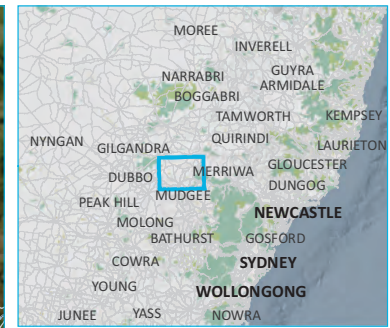 MOREE
INVERELL
NARRABRI
GUYRA
ARMIDALE
BOGGABRI
TAMWORTH
KEMPSEY
NYNGAN
GILGANDRA
QUIRINDI
LAURIETON
DUBBO
MERRIWA
GLOUCESTER
DUNGOG
PEAK HILL
MUDGEE
NEWCASTLE
MOLONG
BATHURST
GOSFORD
COWRA
SYDNEY
YOUNG
WOLLONGONG
JUNEE
YASS
NOWRA